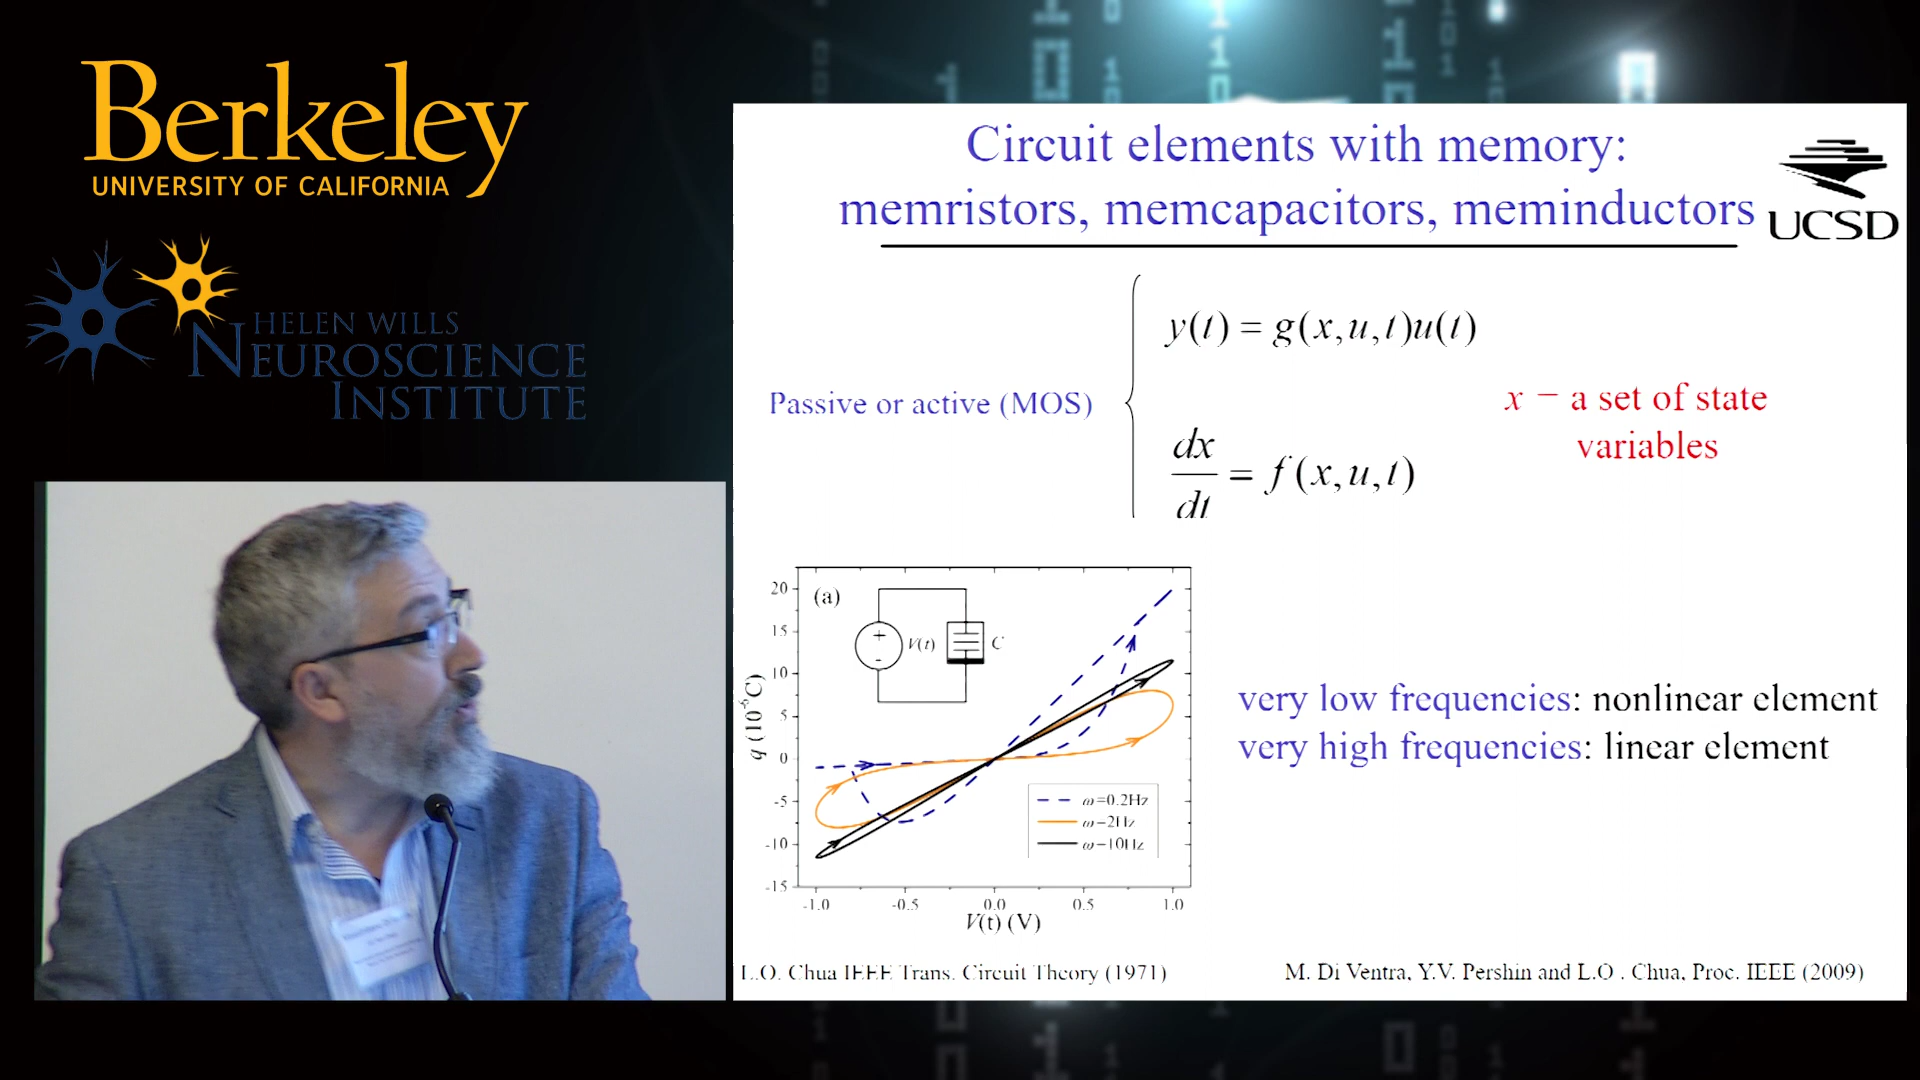 Berkeley
UNIVERSITY OF CALIFORNIA
HELEN WILLS
NEUROSCIENCE
INSTITUTE
Circuit elements with memory:
memristors, memcapacitors, meminductors
UCSD
y(t) = g(x,u,t)u(t)
Passive or active (MOS)
x − a set of state
variables
dx
dt
= f(x,u,t)
(a)
+
-
V(t)
C
20
15
10
5
0
-5
-10
-15
q (10⁻⁶C)
ω=0.2Hz
ω=2Hz
ω=10Hz
-1.0 -0.5 0.0 0.5 1.0
V(t) (V)
very low frequencies: nonlinear element
very high frequencies: linear element
L.O. Chua IEEE Trans. Circuit Theory (1971)
M. Di Ventra, Y.V. Pershin and L.O . Chua, Proc. IEEE (2009)